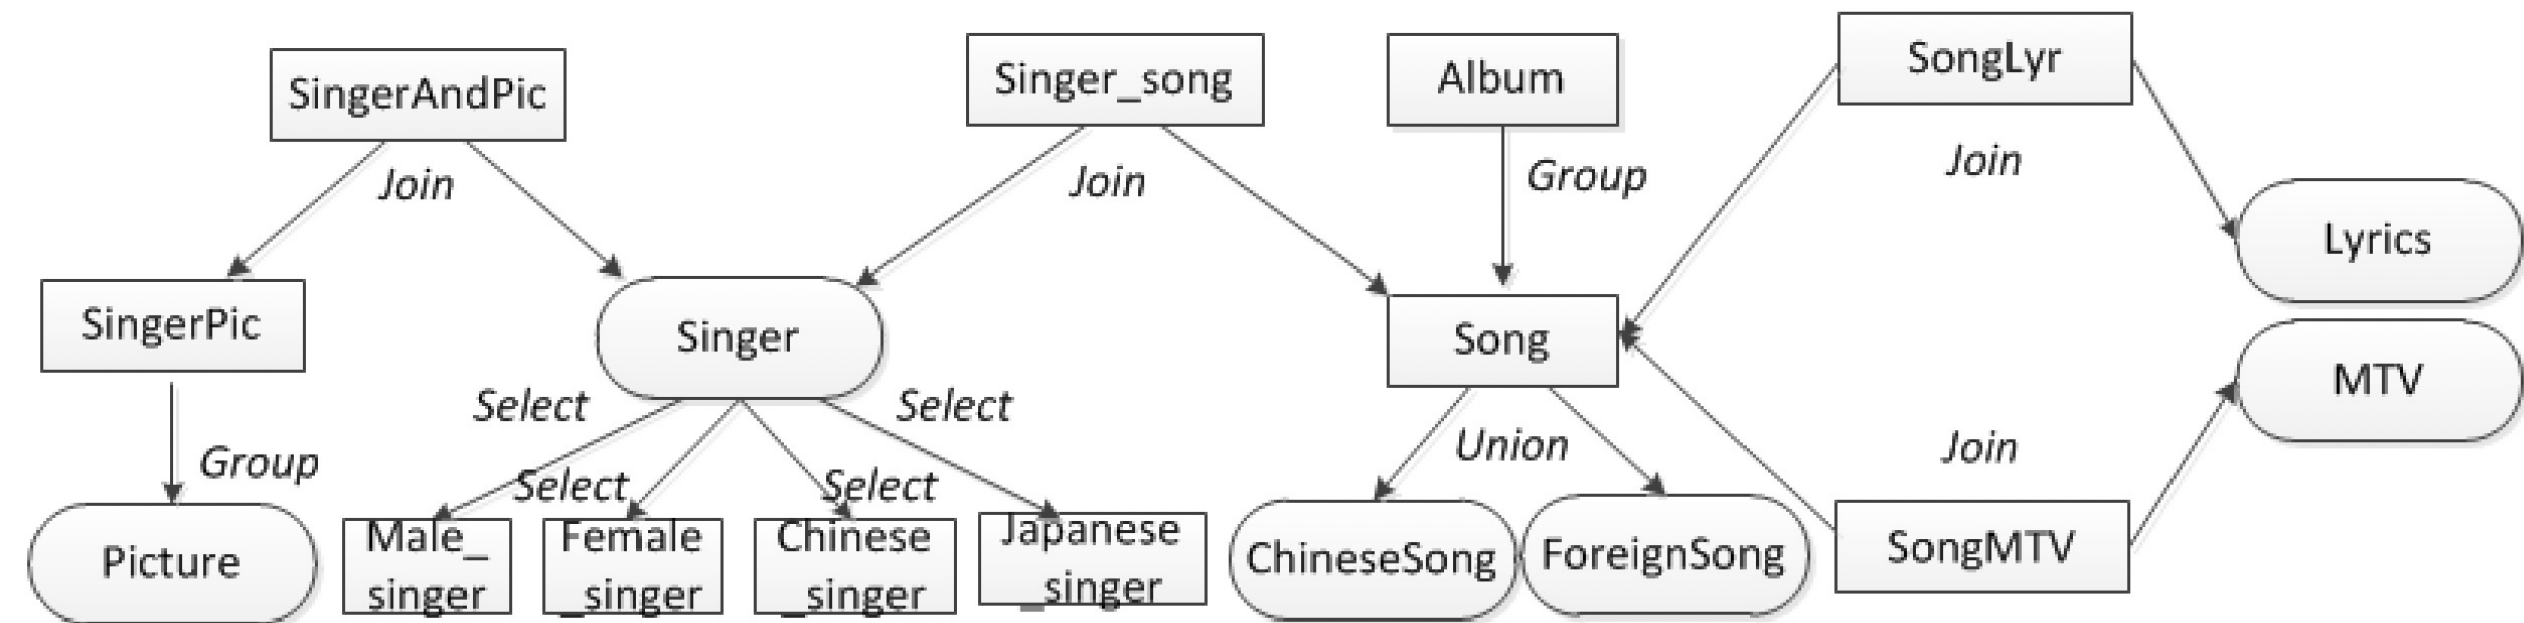 SingerAndPic
Singer_song
Album
SongLyr
Join
Join
Group
Join
Lyrics
SingerPic
Singer
Song
MTV
Select
Select
Group
Select
Select
Union
Join
Picture
Male_
singer
Female
_singer
Chinese
_singer
Japanese
_singer
ChineseSong
ForeignSong
SongMTV